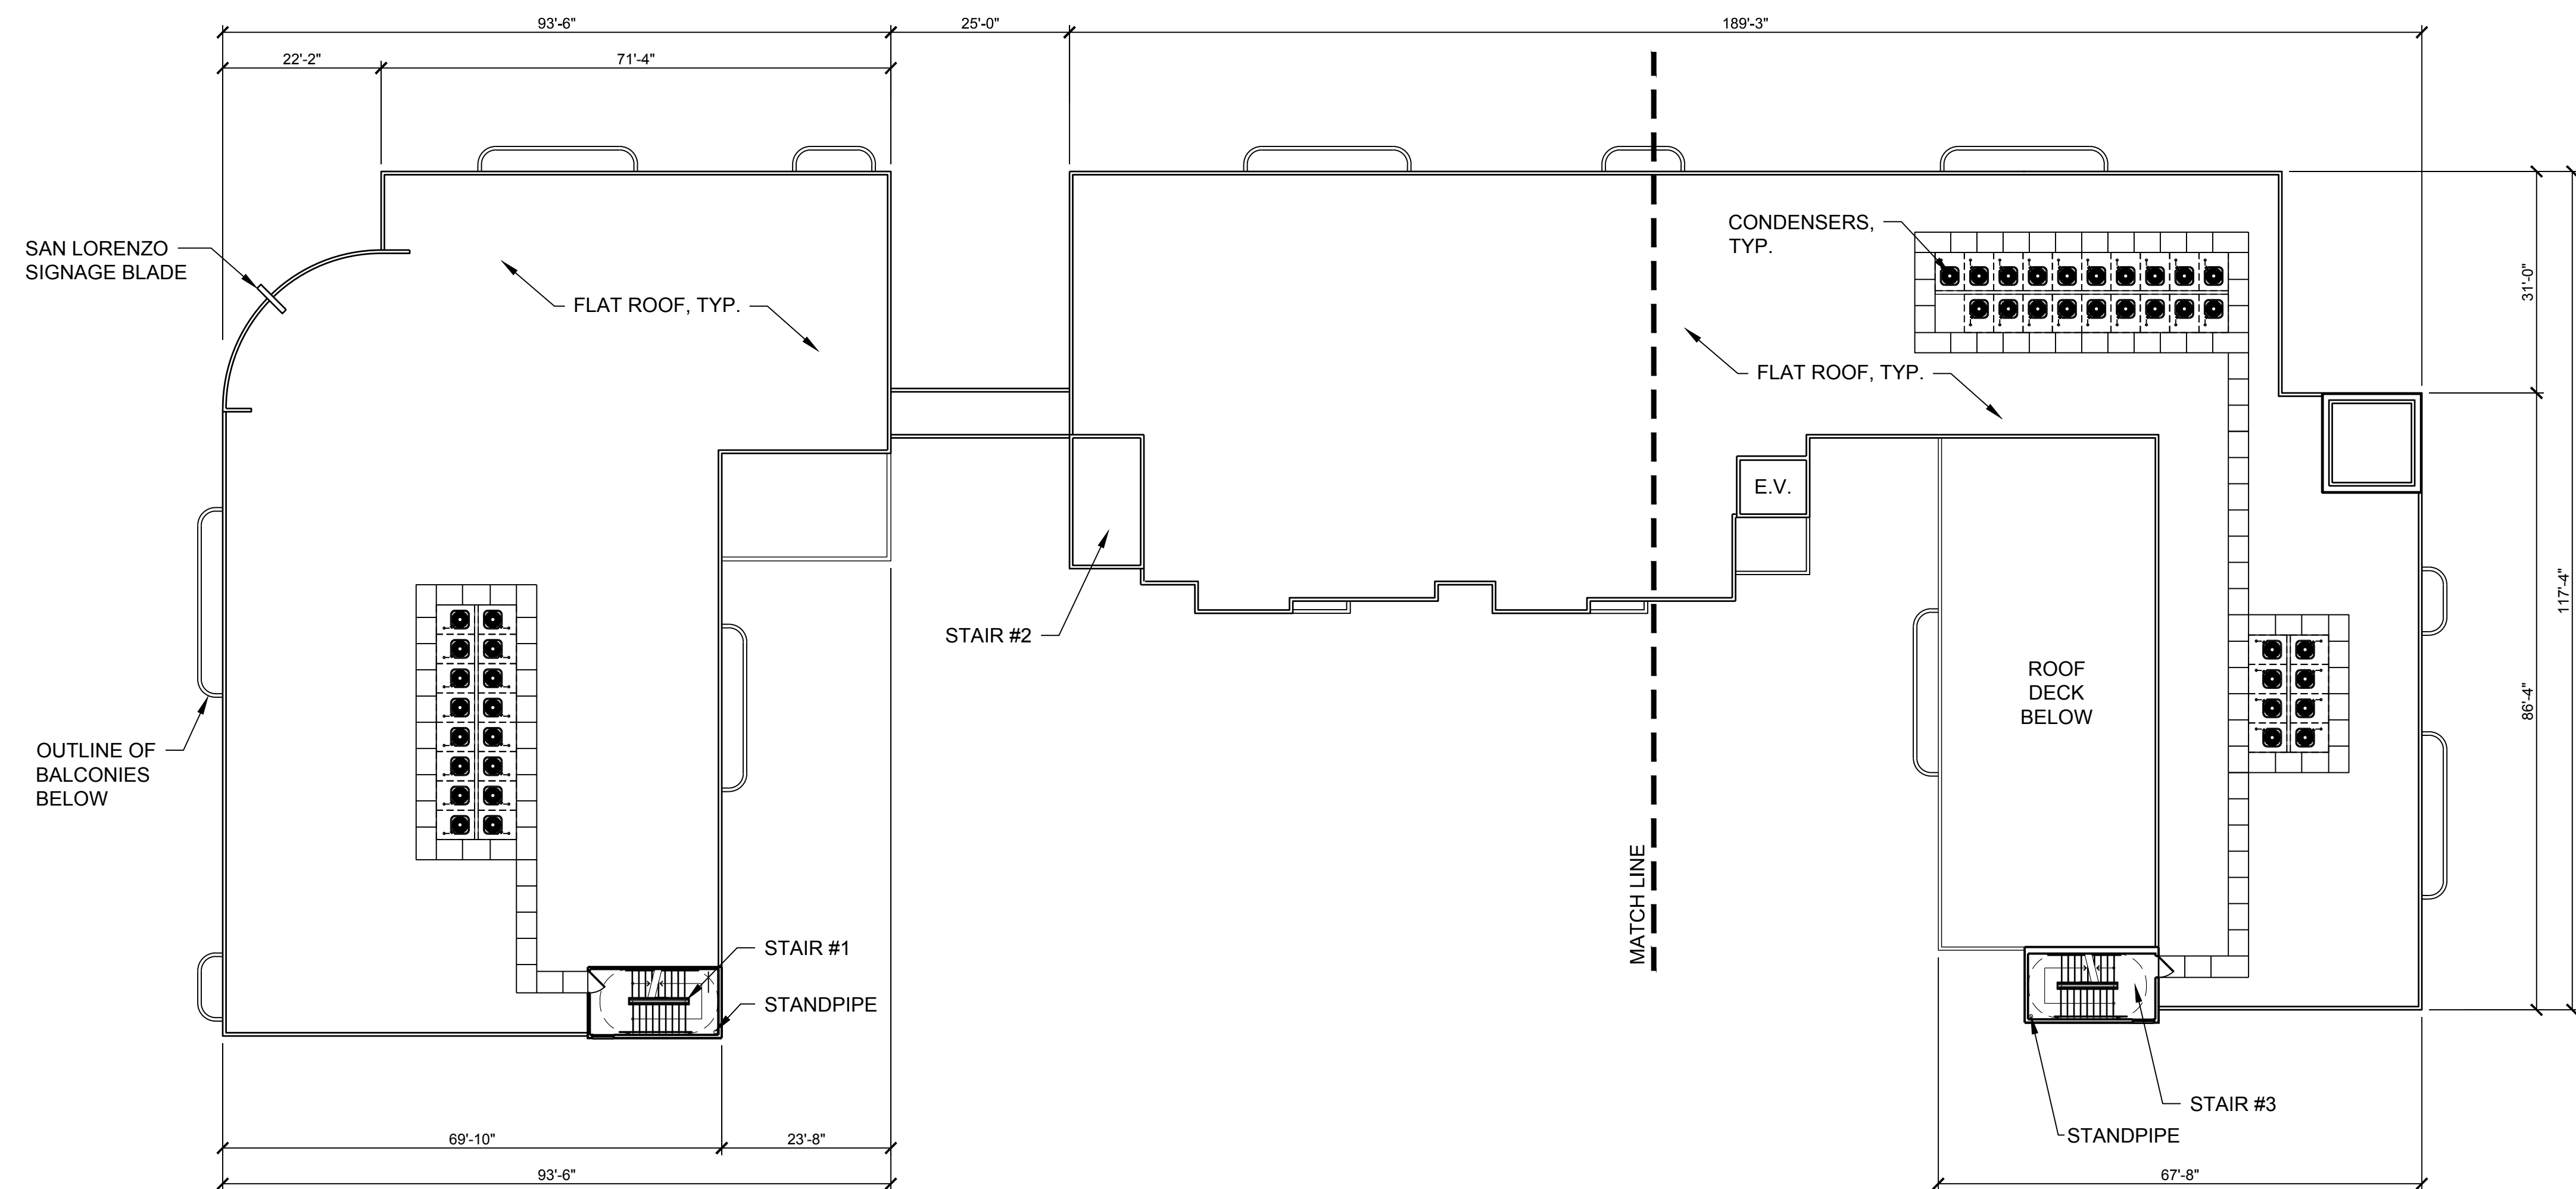 93'-6"
25'-0"
189'-3"
22'-2"
71'-4"
SAN LORENZO
SIGNAGE BLADE
FLAT ROOF, TYP.
CONDENSERS,
TYP.
31'-0"
FLAT ROOF, TYP.
E.V.
STAIR #2
117'-4"
86'-4"
ROOF
DECK
BELOW
OUTLINE OF
BALCONIES
BELOW
MATCH LINE
STAIR #1
STANDPIPE
STAIR #3
STANDPIPE
69'-10"
23'-8"
93'-6"
67'-8"